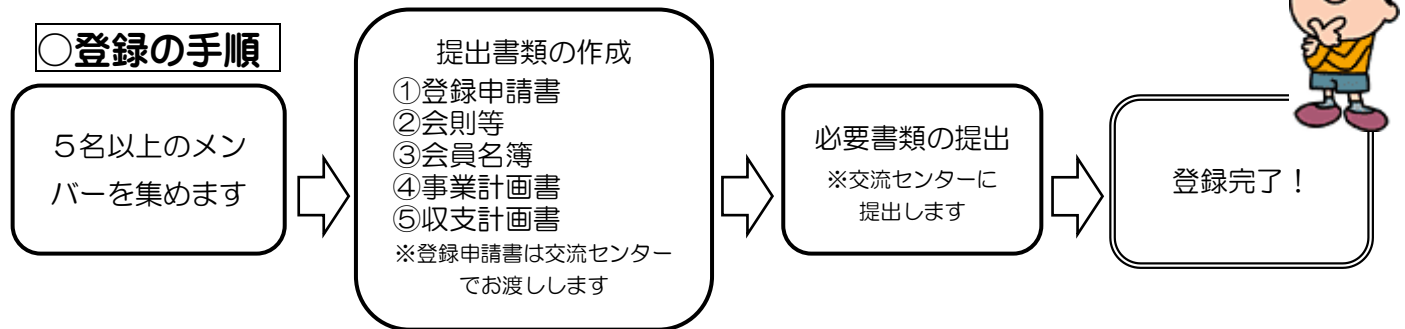 ○登録の手順
５名以上のメン
バーを集めます
提出書類の作成
①登録申請書
②会則等
③会員名簿
④事業計画書
⑤収支計画書
※登録申請書は交流センター
でお渡しします
必要書類の提出
※交流センターに
提出します
登録完了！